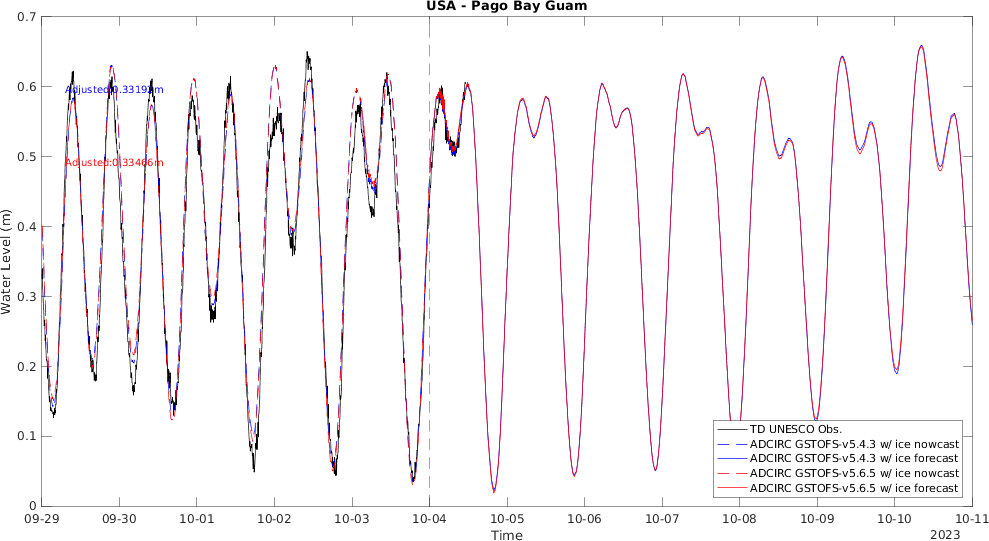 USA - Pago Bay Guam
0.7
0.6
0.5
0.4
0.3
0.2
0.1
0
Water Level (m)
Adjusted:0.33192m
Adjusted:0.33466m
TD UNESCO Obs.
ADCIRC GSTOFS-v5.4.3 w/ ice nowcast
ADCIRC GSTOFS-v5.4.3 w/ ice forecast
ADCIRC GSTOFS-v5.6.5 w/ ice nowcast
ADCIRC GSTOFS-v5.6.5 w/ ice forecast
09-29 09-30 10-01 10-02 10-03 10-04 10-05 10-06 10-07 10-08 10-09 10-10 10-11
Time
2023